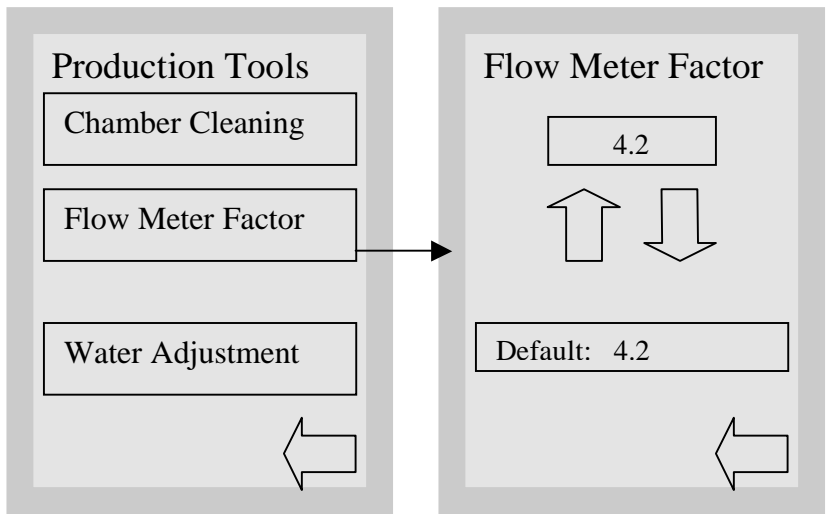 Production Tools
Chamber Cleaning
Flow Meter Factor
Water Adjustment
Flow Meter Factor
4.2
Default: 4.2